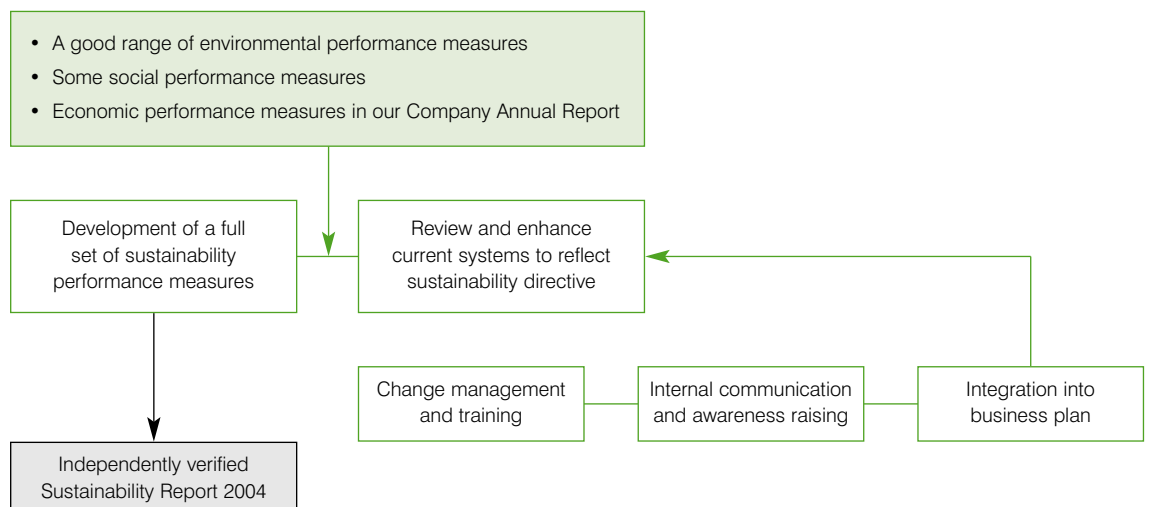 • A good range of environmental performance measures
• Some social performance measures
• Economic performance measures in our Company Annual Report
Development of a full
set of sustainability
performance measures
Review and enhance
current systems to reflect
sustainability directive
Change management
and training
Internal communication
and awareness raising
Integration into
business plan
Independently verified
Sustainability Report 2004